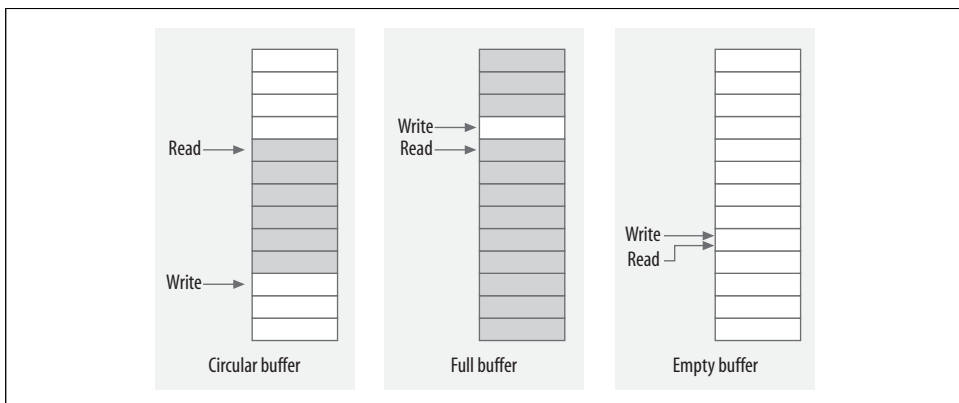 Read
Write
Circular buffer
Write
Read
Full buffer
Write
Read
Empty buffer